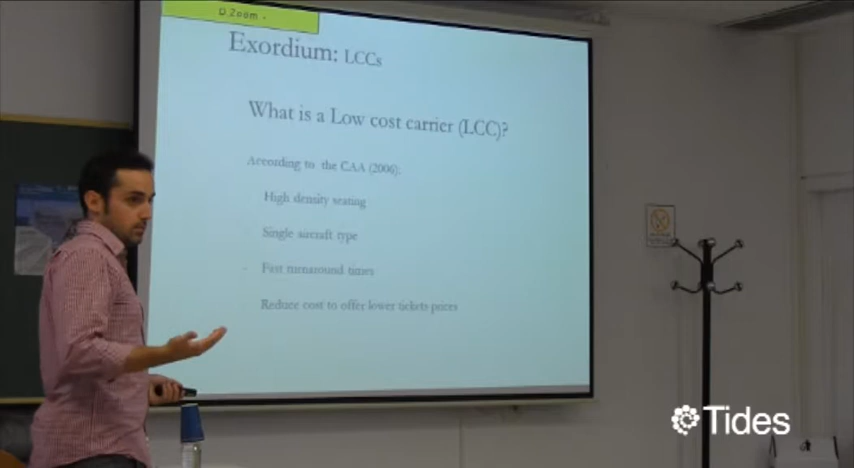 D.Zoom -
Exordium: LCCs
What is a Low cost carrier (LCC)?
According to the CAA (2006):
High density seating
Single aircraft type
- Fast turnaround times
Reduce cost to offer lower tickets prices
Tides